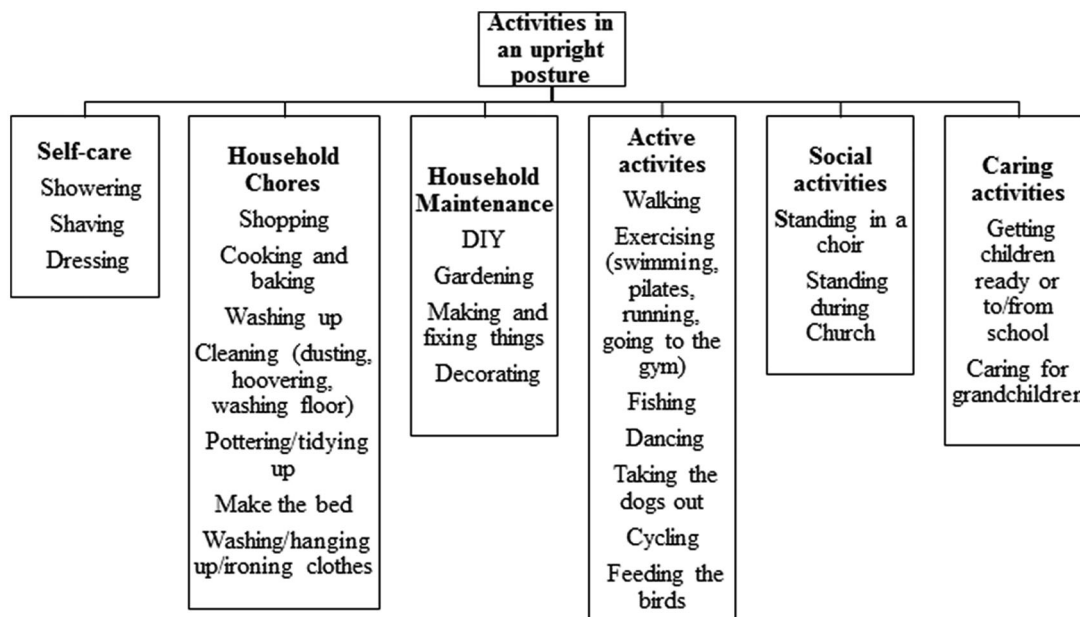 Activities in
an upright
posture
Self-care
Showering
Shaving
Dressing
Household
Chores
Shopping
Cooking and
baking
Washing up
Cleaning (dusting,
hoovering,
washing floor)
Pottering/tidying
up
Make the bed
Washing/hanging
up/ironing clothes
Household
Maintenance
DIY
Gardening
Making and
fixing things
Decorating
Active
activites
Walking
Exercising
(swimming,
pilates,
running,
going to the
gym)
Fishing
Dancing
Taking the
dogs out
Cycling
Feeding the
birds
Social
activities
Standing in a
choir
Standing
during
Church
Caring
activities
Getting
children
ready or
to/from
school
Caring for
grandchildren